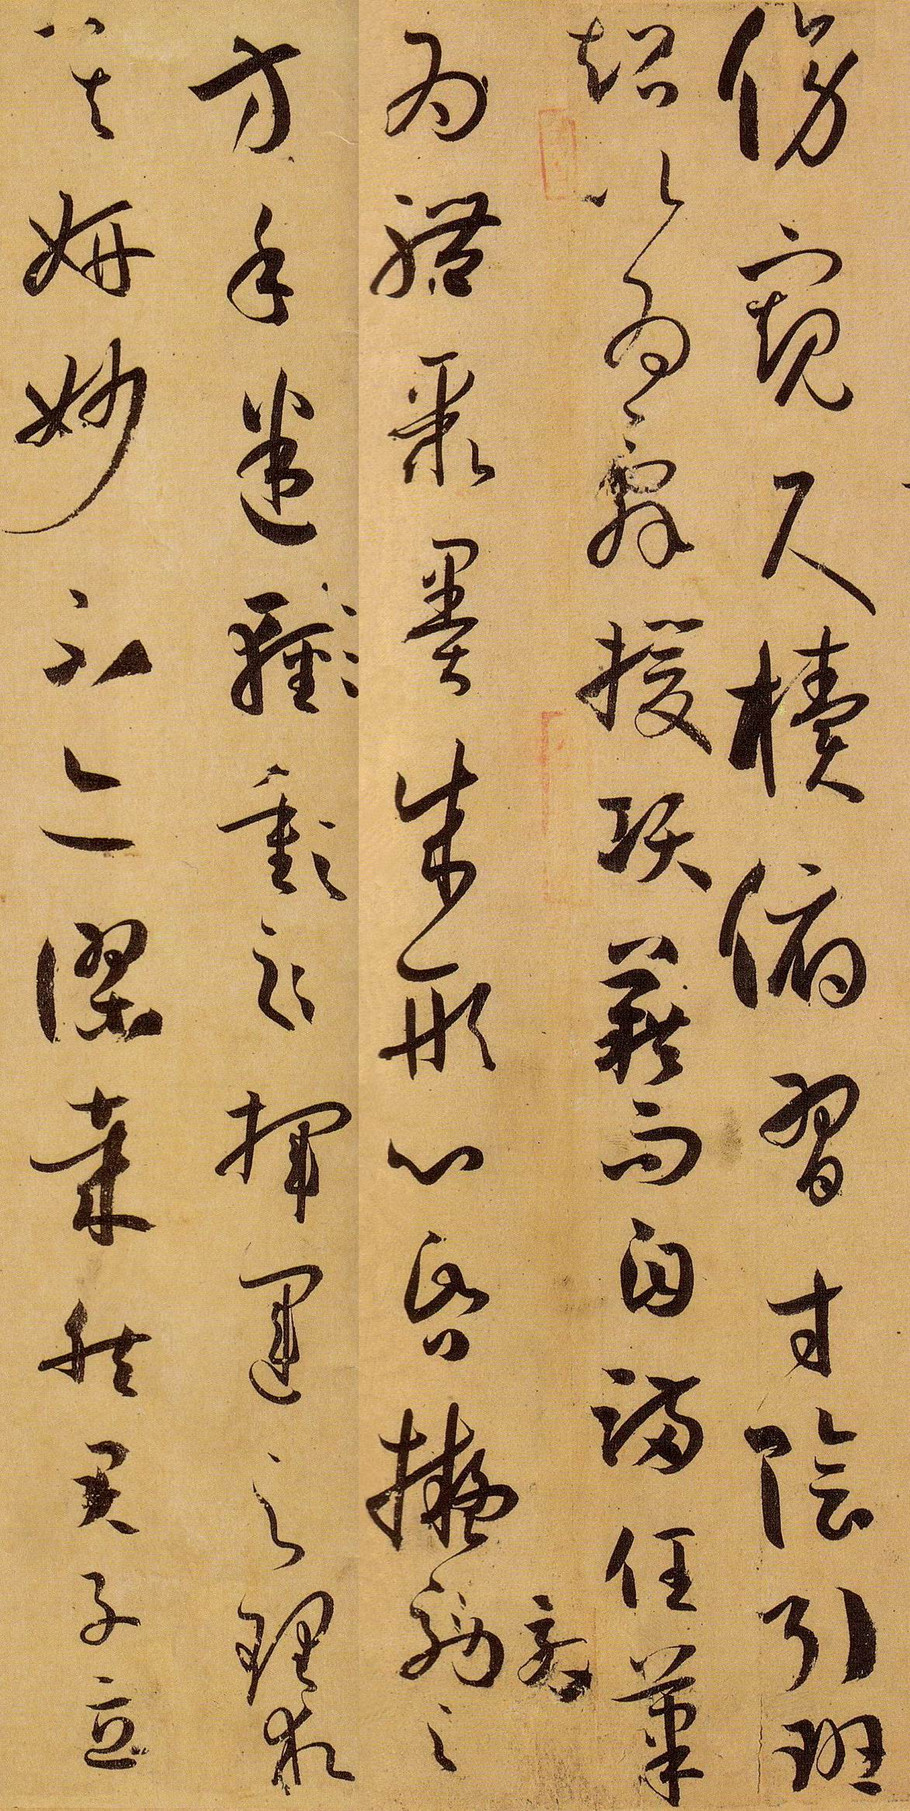 傍窺尺牘俯習寸陰引班
超以為辭援項籍而自滿任筆
為體聚墨成形心昏擬效之
方手迷揮運之理求
其妍妙不亦謬哉然君子立